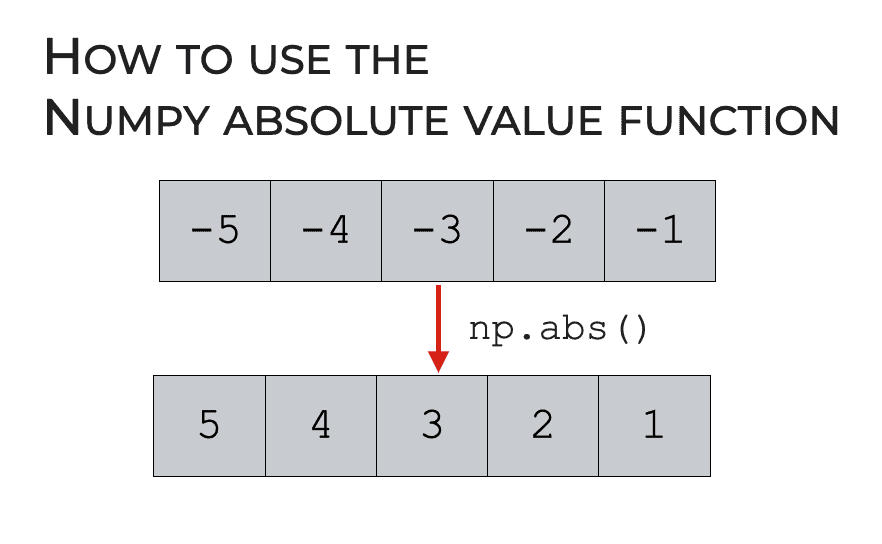 How to use the
Numpy absolute value function
-5 -4 -3 -2 -1
np.abs()
5 4 3 2 1